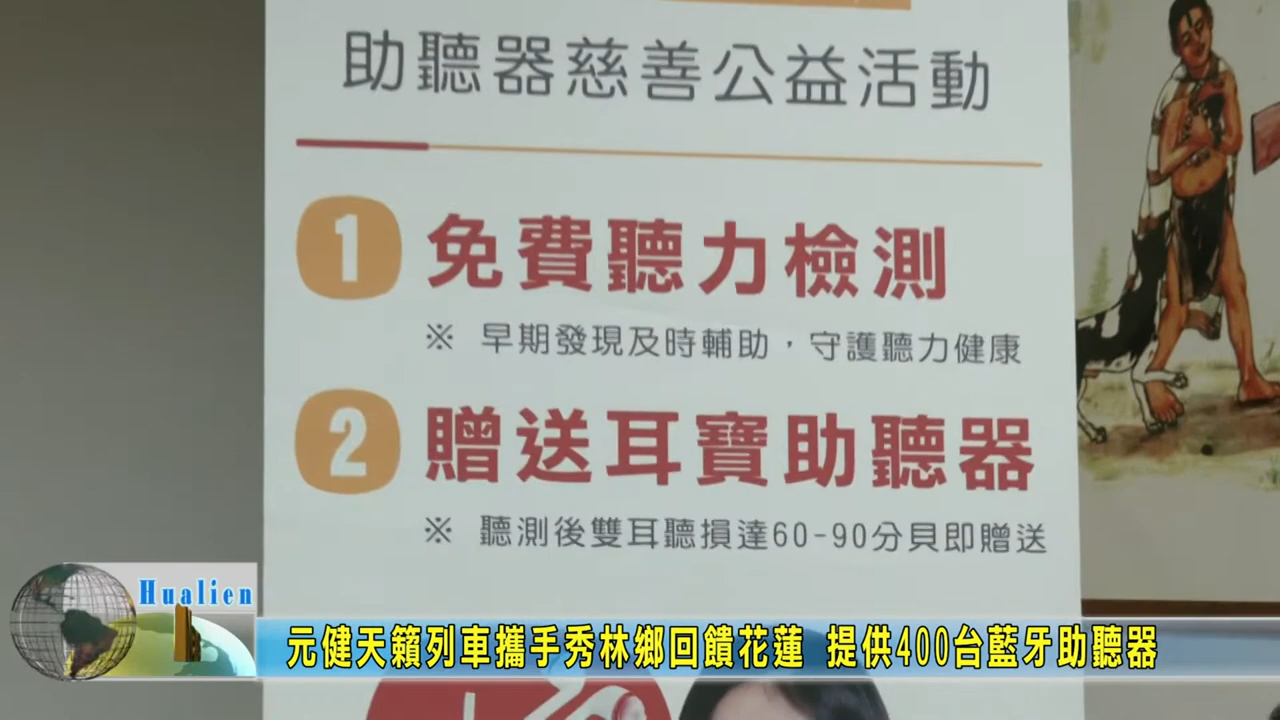 助聽器慈善公益活動
1 免費聽力檢測
※ 早期發現及時輔助，守護聽力健康
2 贈送耳寶助聽器
※ 聽測後雙耳聽損達60-90分貝即贈送
Hualien
元健天籟列車攜手秀林鄉回饋花蓮 提供400台藍牙助聽器